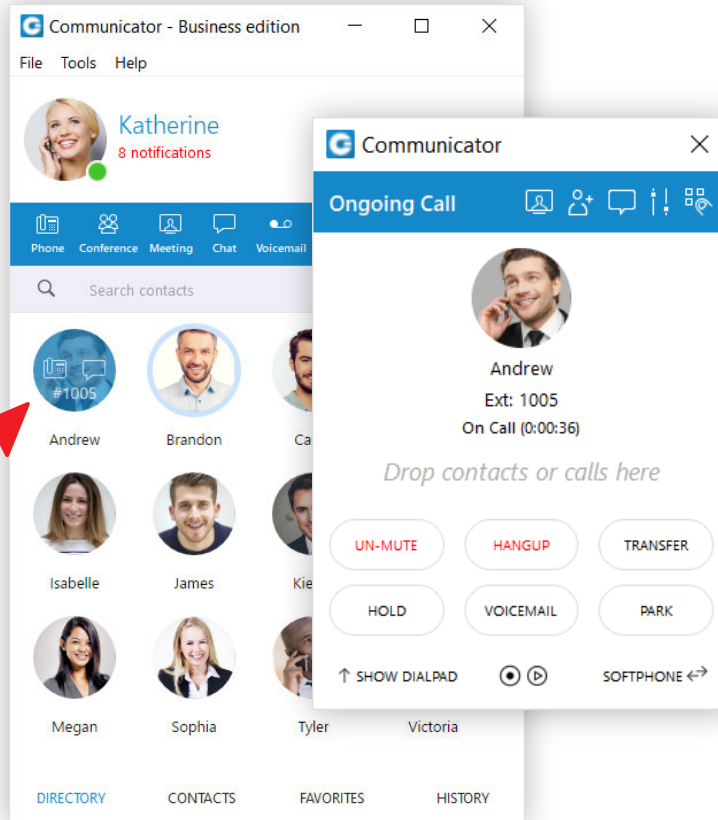 Communicator - Business edition
File Tools Help
Katherine
8 notifications
Phone Conference Meeting Chat Voicemail
Search contacts
#1005
Andrew Brandon Ca
Isabelle James Kie
Megan Sophia Tyler Victoria
DIRECTORY CONTACTS FAVORITES HISTORY
Communicator
Ongoing Call
Andrew
Ext: 1005
On Call (0:00:36)
Drop contacts or calls here
UN-MUTE HANGUP TRANSFER
HOLD VOICEMAIL PARK
SHOW DIALPAD SOFTPHONE